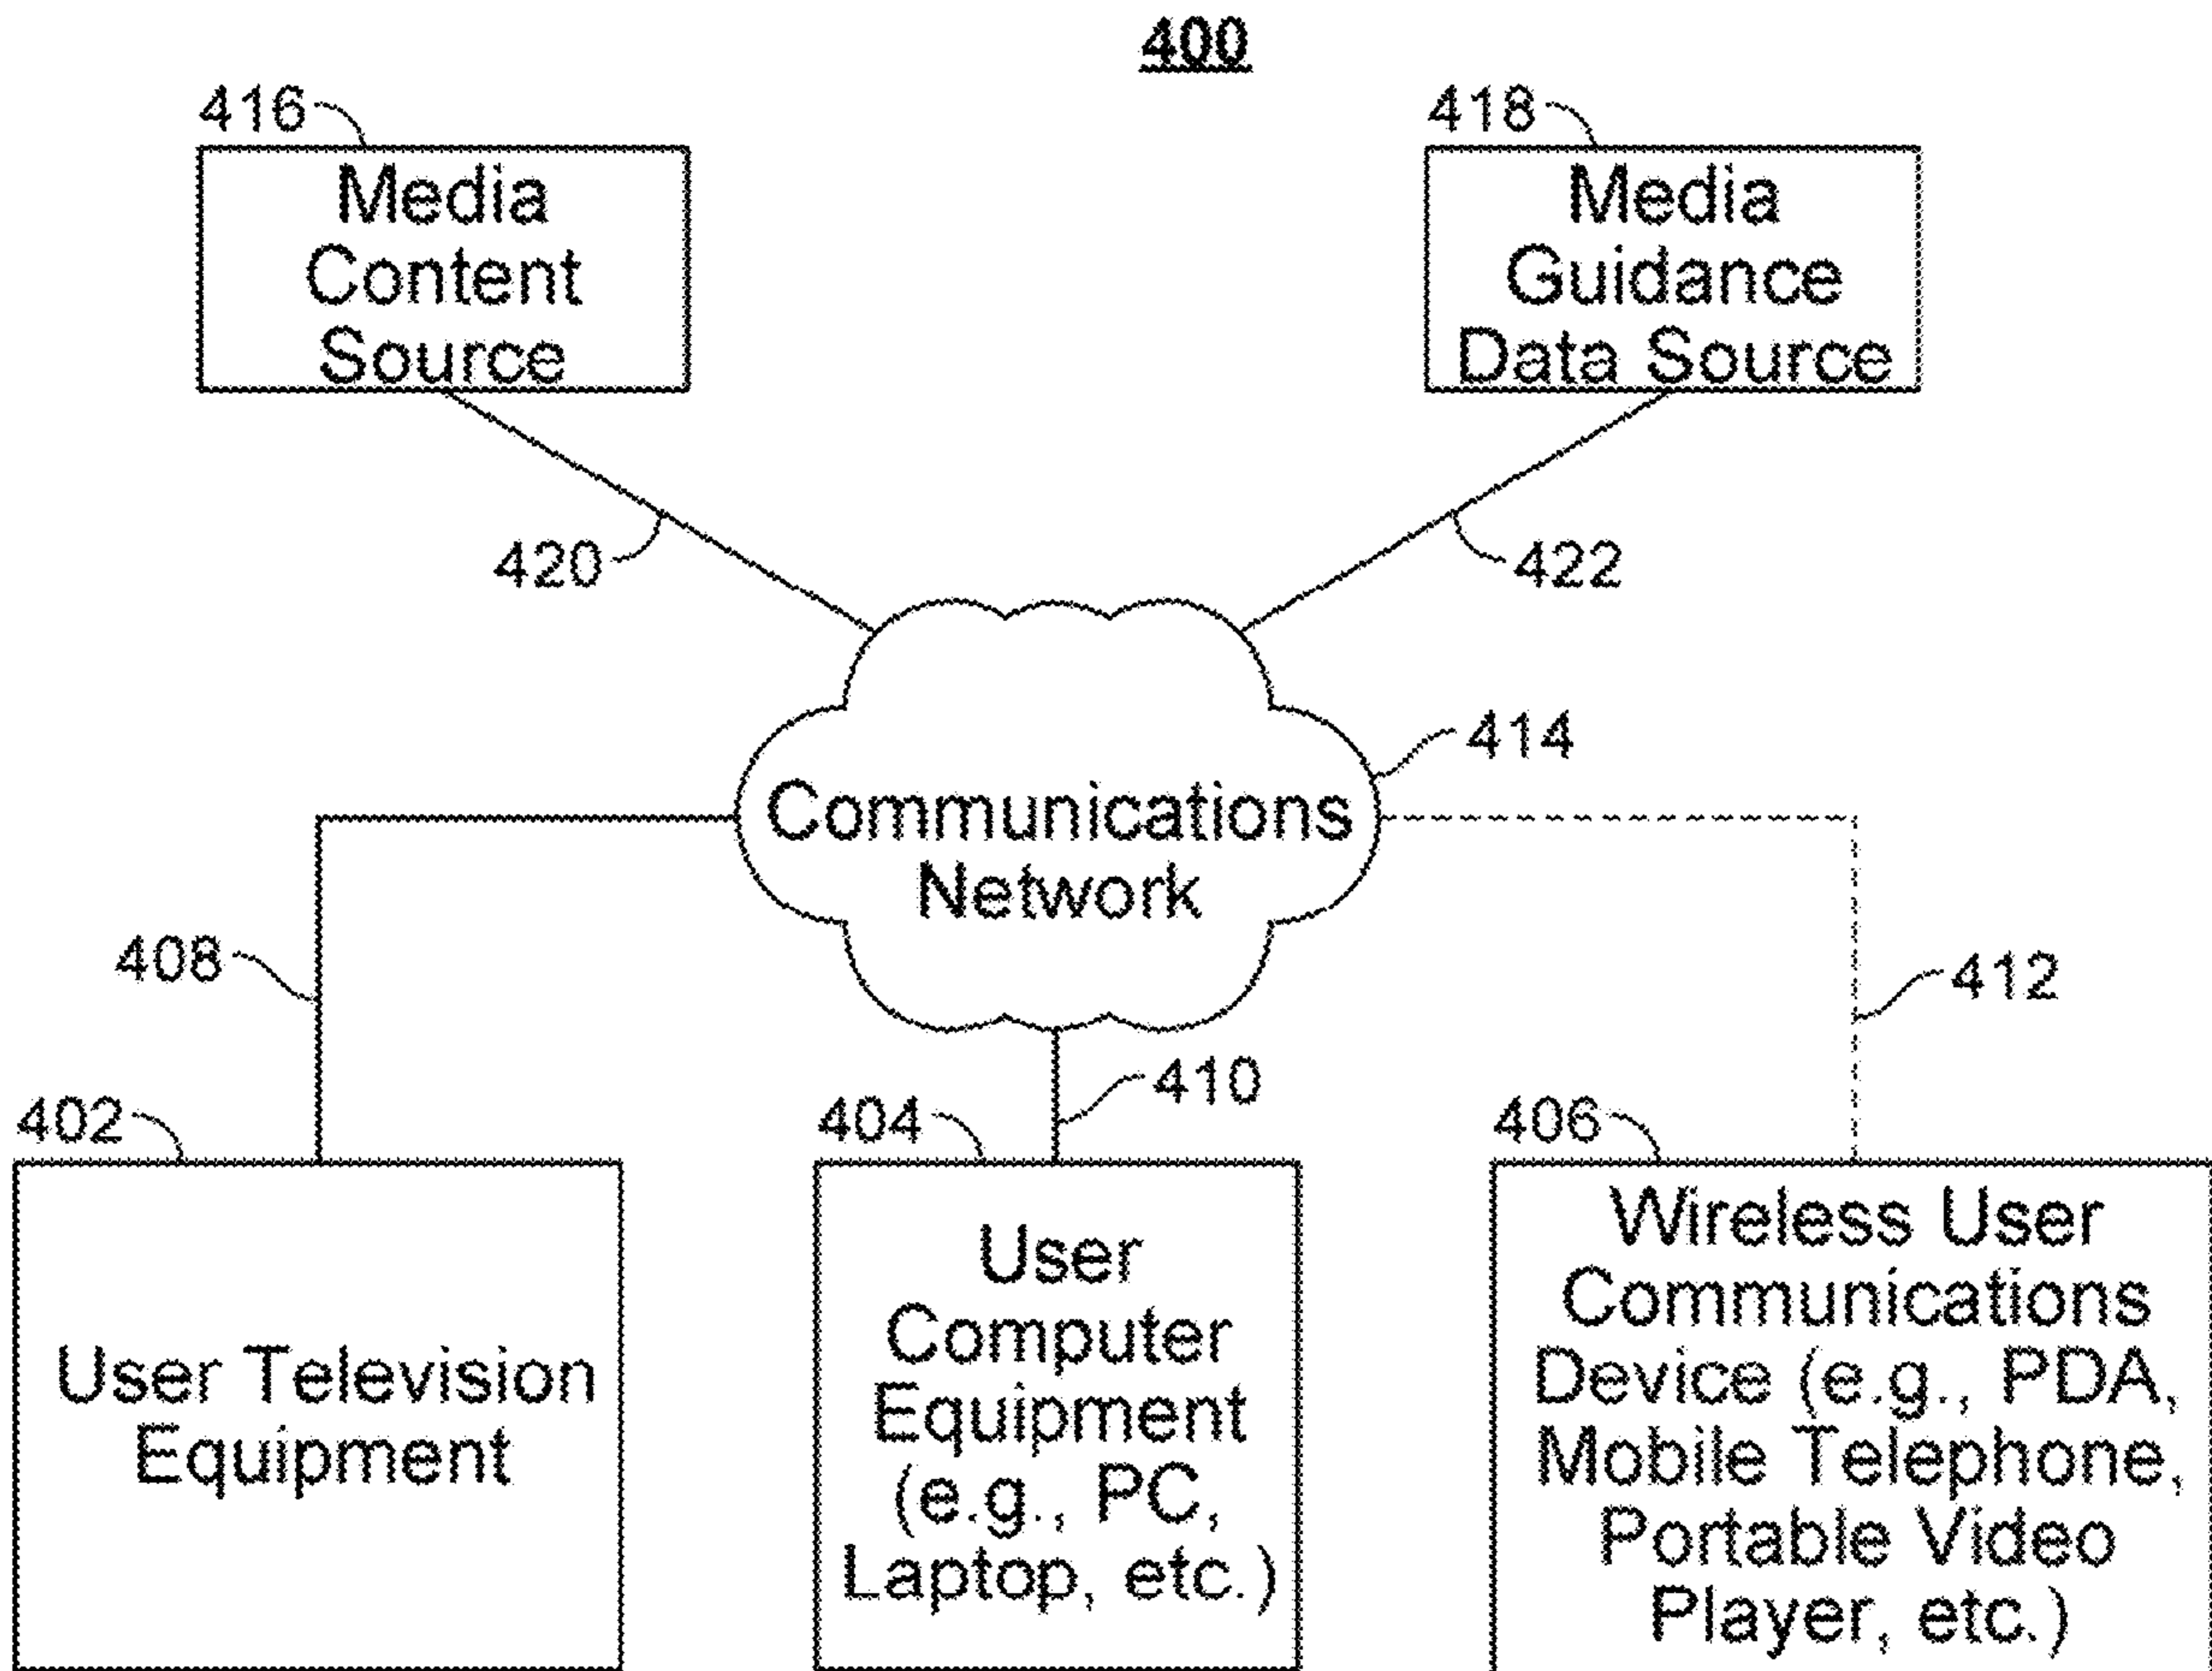 400
416
418
Media
Content
Source
Media
Guidance
Data Source
420
422
414
Communications
Network
408
412
410
402
404
406
User Television
Equipment
User
Computer
Equipment
(e.g., PC,
Laptop, etc.)
Wireless User
Communications
Device (e.g., PDA,
Mobile Telephone,
Portable Video
Player, etc.)